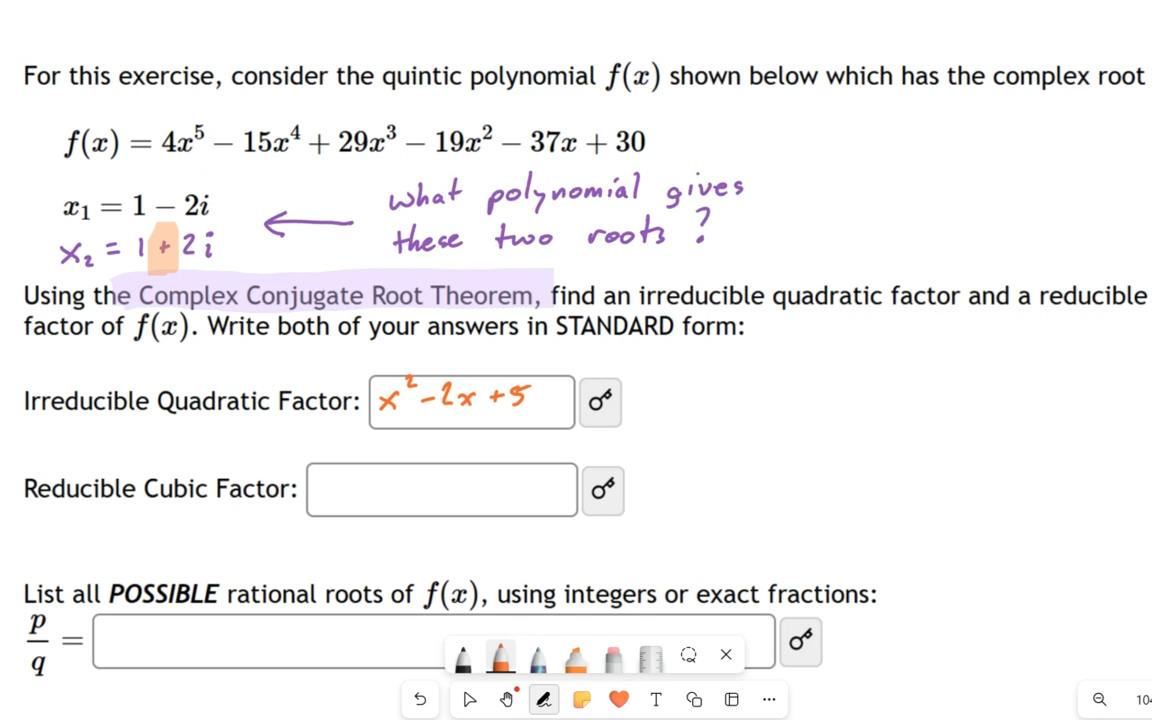 For this exercise, consider the quintic polynomial f(x) shown below which has the complex root
f(x) = 4x⁵ − 15x⁴ + 29x³ − 19x² − 37x + 30
x₁ = 1 − 2i
x₂ = 1 + 2i
what polynomial gives
these two roots ?
Using the Complex Conjugate Root Theorem, find an irreducible quadratic factor and a reducible
factor of f(x). Write both of your answers in STANDARD form:
Irreducible Quadratic Factor: x² - 2x + 5
Reducible Cubic Factor:
List all POSSIBLE rational roots of f(x), using integers or exact fractions:
p/q =
T
10